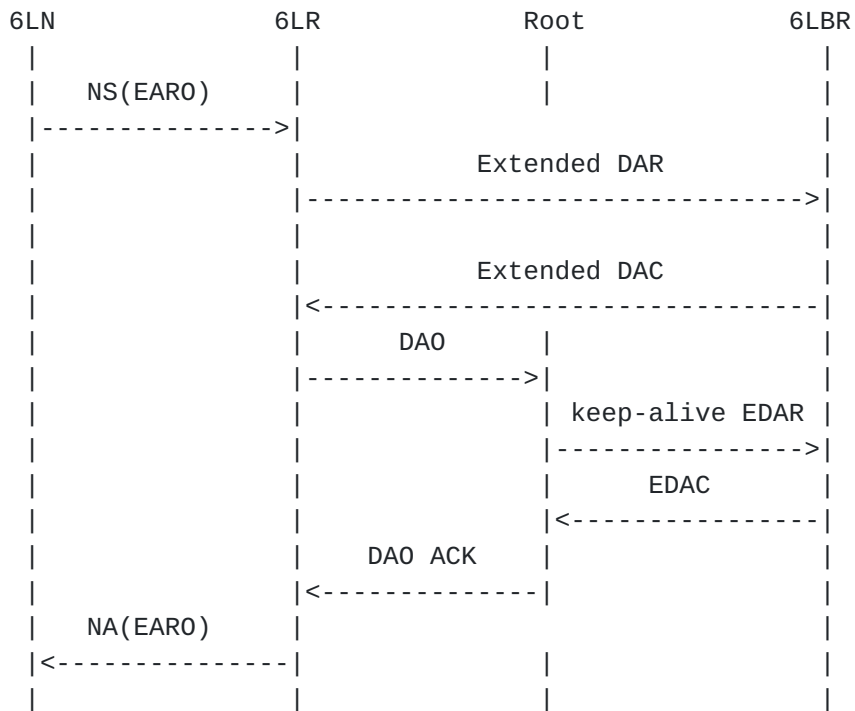 6LN 6LR Root 6LBR
NS(EARO)
Extended DAR
Extended DAC
DAO
keep-alive EDAR
EDAC
DAO ACK
NA(EARO)